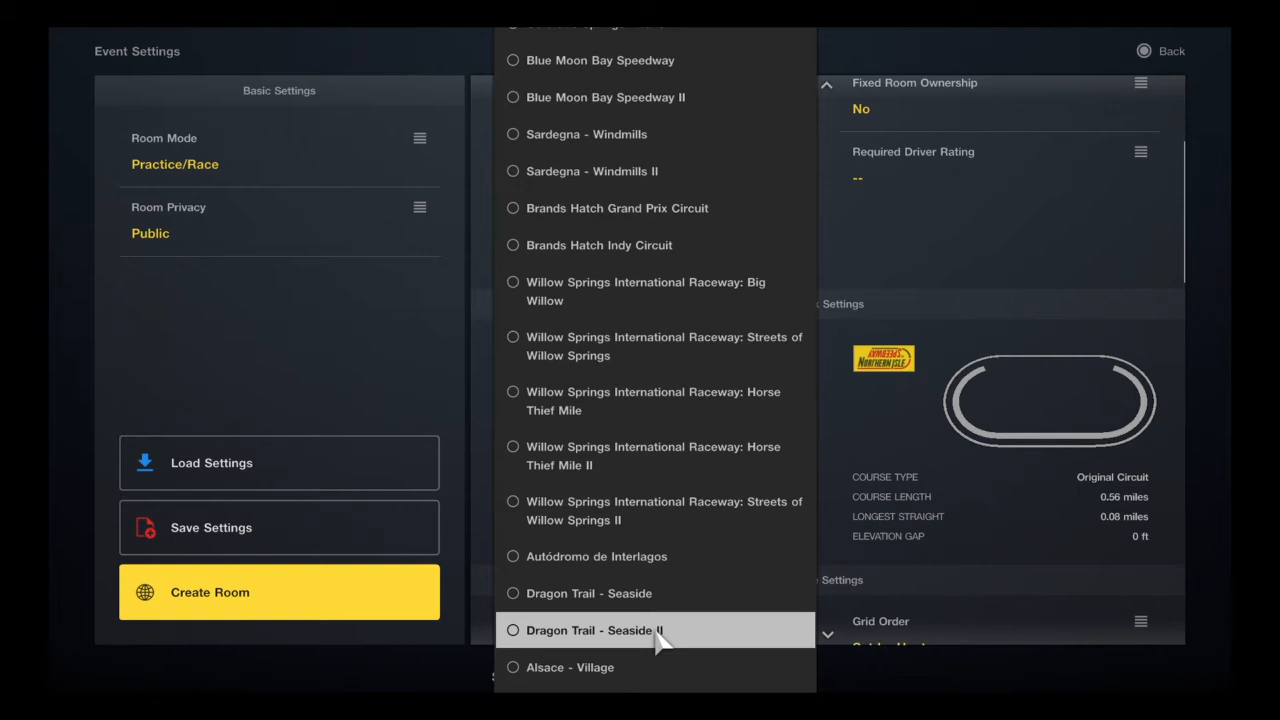 Event Settings
Back
Basic Settings
Room Mode
Practice/Race
Room Privacy
Public
Load Settings
Save Settings
Create Room
Blue Moon Bay Speedway
Blue Moon Bay Speedway II
Sardegna - Windmills
Sardegna - Windmills II
Brands Hatch Grand Prix Circuit
Brands Hatch Indy Circuit
Willow Springs International Raceway: Big
Willow
Willow Springs International Raceway: Streets of
Willow Springs
Willow Springs International Raceway: Horse
Thief Mile
Willow Springs International Raceway: Horse
Thief Mile II
Willow Springs International Raceway: Streets of
Willow Springs II
Autódromo de Interlagos
Dragon Trail - Seaside
Dragon Trail - Seaside II
Alsace - Village
Fixed Room Ownership
No
Required Driver Rating
--
Settings
NORTHERN ISLE
SPEEDWAY
COURSE TYPE Original Circuit
COURSE LENGTH 0.56 miles
LONGEST STRAIGHT 0.08 miles
ELEVATION GAP 0 ft
Settings
Grid Order